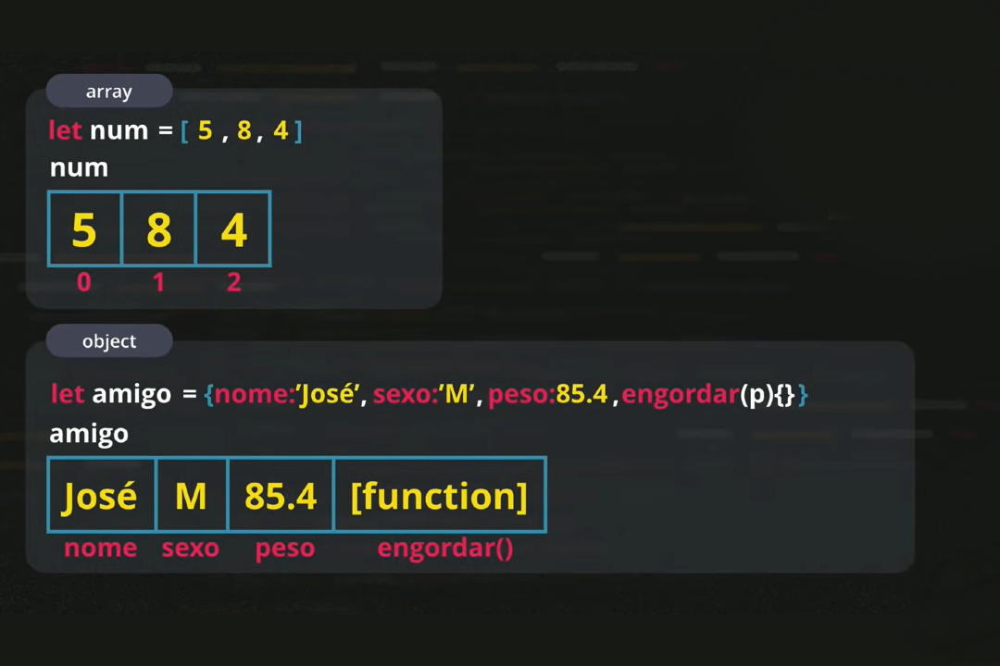 array
let num = [ 5 , 8 , 4 ]
num
5 8 4
0 1 2
object
let amigo = {nome:’José’, sexo:’M’, peso:85.4 ,engordar(p){} }
amigo
José M 85.4 [function]
nome sexo peso engordar()